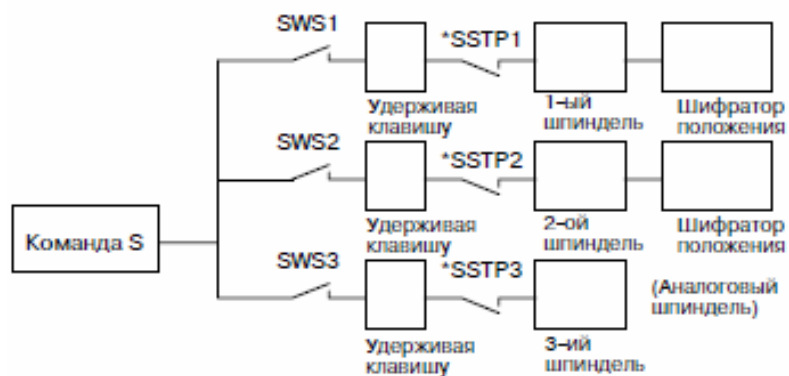 SWS1
*SSTP1
Удерживая
клавишу
1-ый
шпиндель
Шифратор
положения
SWS2
*SSTP2
Удерживая
клавишу
2-ой
шпиндель
Шифратор
положения
Команда S
SWS3
*SSTP3
(Аналоговый
шпиндель)
Удерживая
клавишу
3-ий
шпиндель